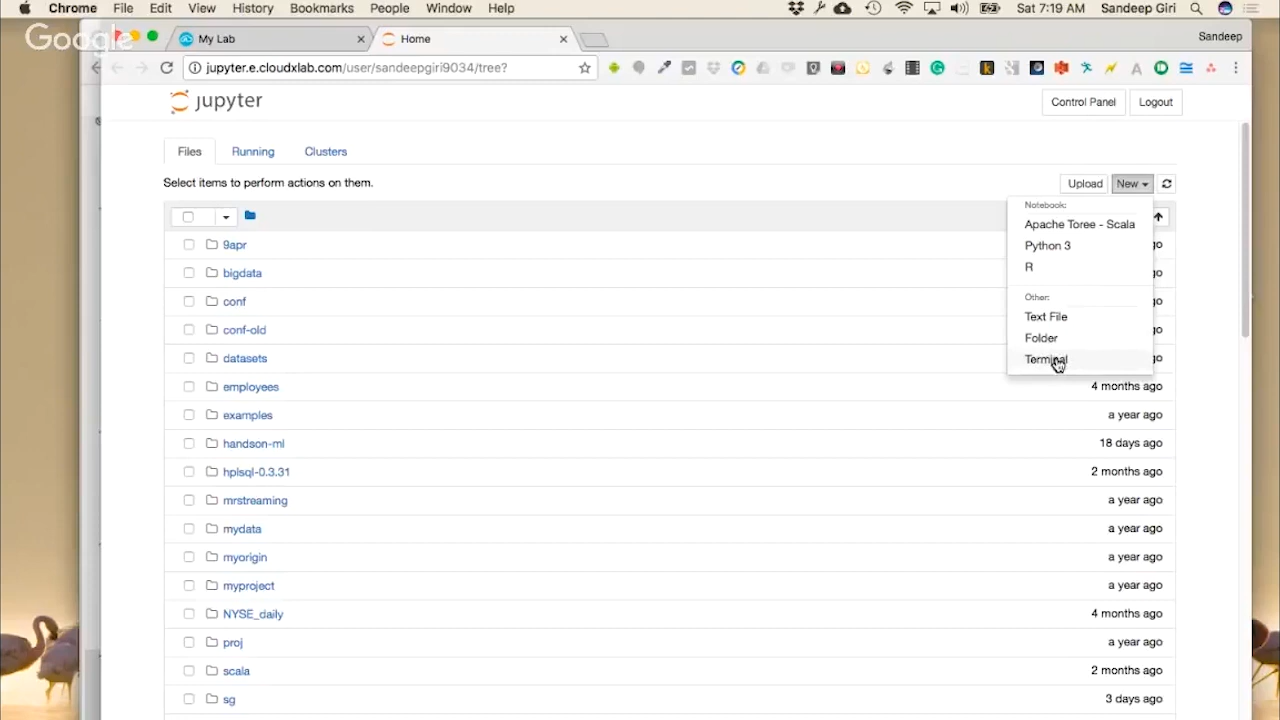 Chrome File Edit View History Bookmarks People Window Help Sat 7:19 AM Sandeep Giri
Google
My Lab Home Sandeep
jupyter.e.cloudxlab.com/user/sandeepgiri9034/tree?
jupyter Control Panel Logout
Files Running Clusters
Select items to perform actions on them. Upload New
Notebook:
Apache Toree - Scala
Python 3
R
Other:
Text File
Folder
Terminal
9apr go
bigdata
conf go
conf-old go
datasets go
employees 4 months ago
examples a year ago
handson-ml 18 days ago
hplsql-0.3.31 2 months ago
mrstreaming a year ago
mydata a year ago
myorigin a year ago
myproject a year ago
NYSE_daily 4 months ago
proj a year ago
scala 2 months ago
sg 3 days ago